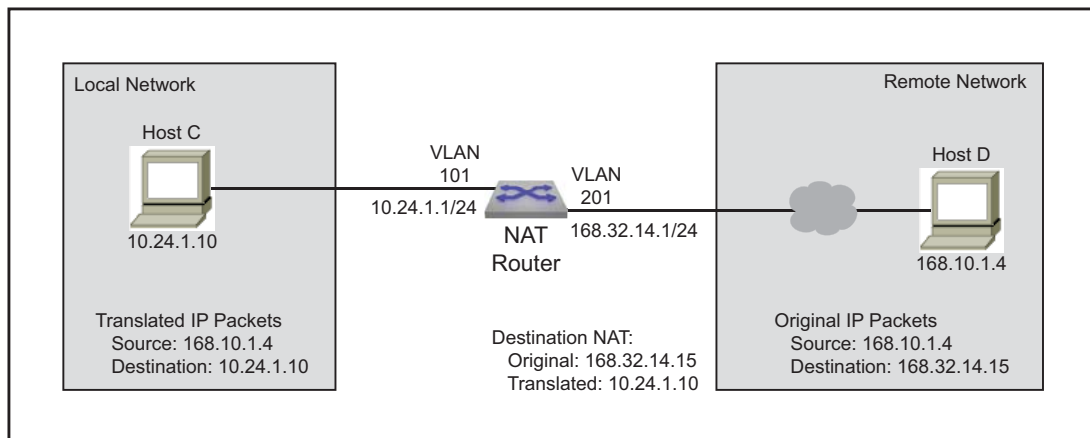 Local Network
Host C
10.24.1.10
Translated IP Packets
Source: 168.10.1.4
Destination: 10.24.1.10
VLAN
101
10.24.1.1/24
NAT
Router
VLAN
201
168.32.14.1/24
Destination NAT:
Original: 168.32.14.15
Translated: 10.24.1.10
Remote Network
Host D
168.10.1.4
Original IP Packets
Source: 168.10.1.4
Destination: 168.32.14.15